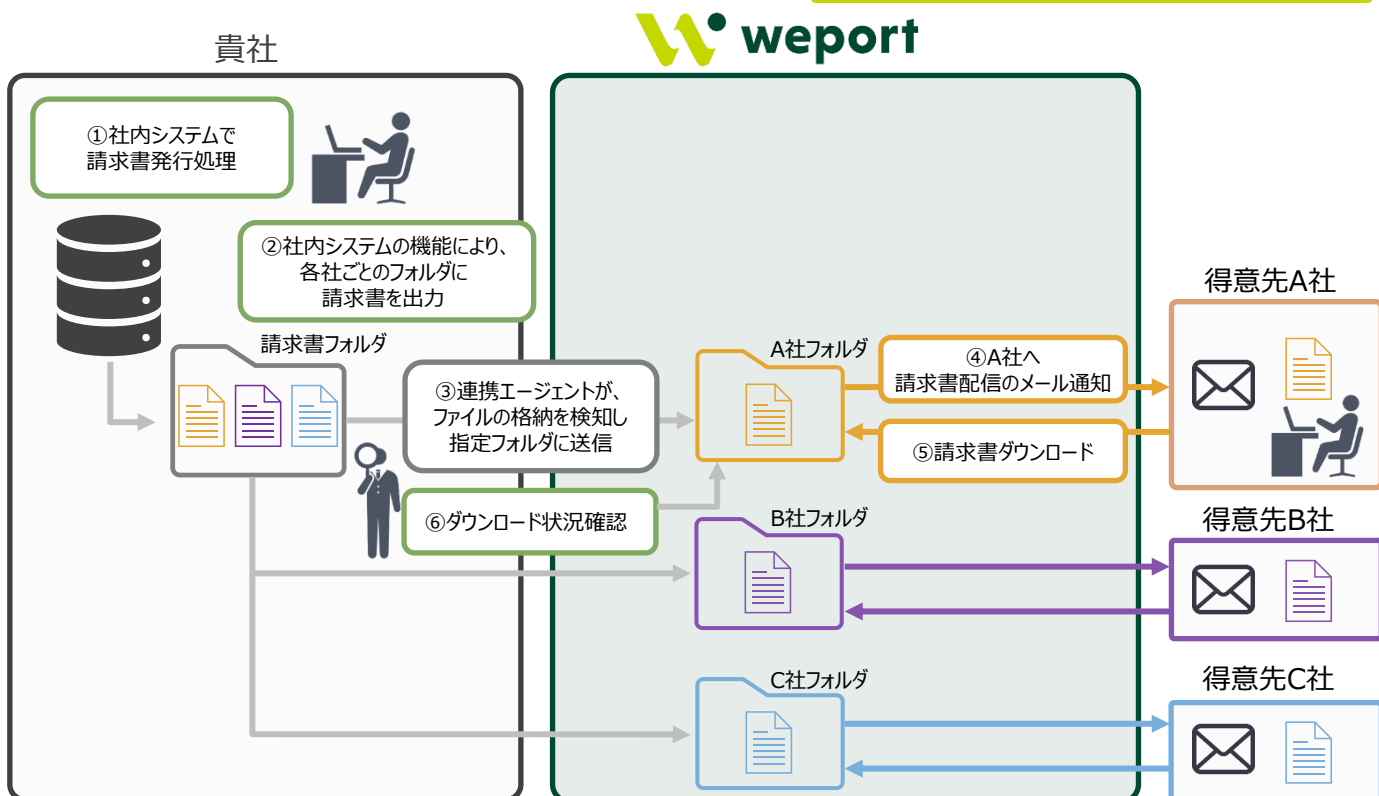 weport
貴社
①社内システムで
請求書発行処理
②社内システムの機能により、
各社ごとのフォルダに
請求書を出力
請求書フォルダ
③連携エージェントが、
ファイルの格納を検知し
指定フォルダに送信
⑥ダウンロード状況確認
A社フォルダ
④A社へ
請求書配信のメール通知
⑤請求書ダウンロード
得意先A社
B社フォルダ
得意先B社
C社フォルダ
得意先C社